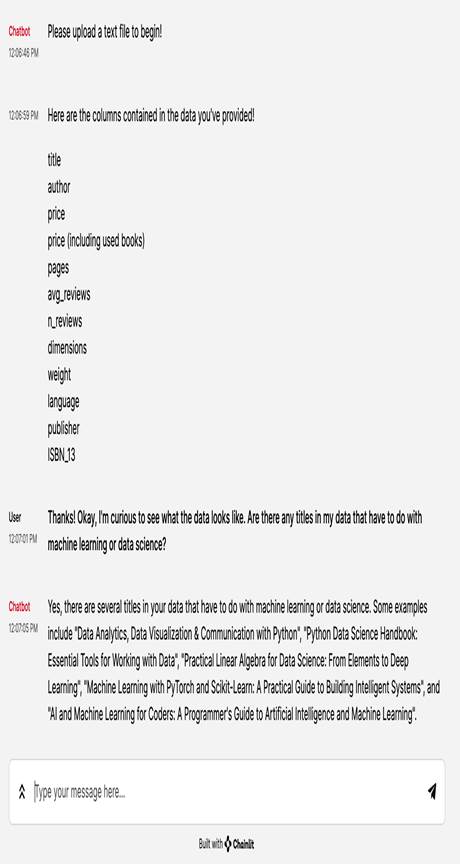 Chatbot Please upload a text file to begin!
12:06:46 PM
12:06:59 PM Here are the columns contained in the data you've provided!
title
author
price
price (including used books)
pages
avg_reviews
n_reviews
dimensions
weight
language
publisher
ISBN_13
User Thanks! Okay, I'm curious to see what the data looks like. Are there any titles in my data that have to do with
12:07:01 PM machine learning or data science?
Chatbot Yes, there are several titles in your data that have to do with machine learning or data science. Some examples
12:07:05 PM include "Data Analytics, Data Visualization & Communication with Python", "Python Data Science Handbook:
Essential Tools for Working with Data", "Practical Linear Algebra for Data Science: From Elements to Deep
Learning", "Machine Learning with PyTorch and Scikit-Learn: A Practical Guide to Building Intelligent Systems", and
"AI and Machine Learning for Coders: A Programmer's Guide to Artificial Intelligence and Machine Learning".
Type your message here...
Built with Chainlit